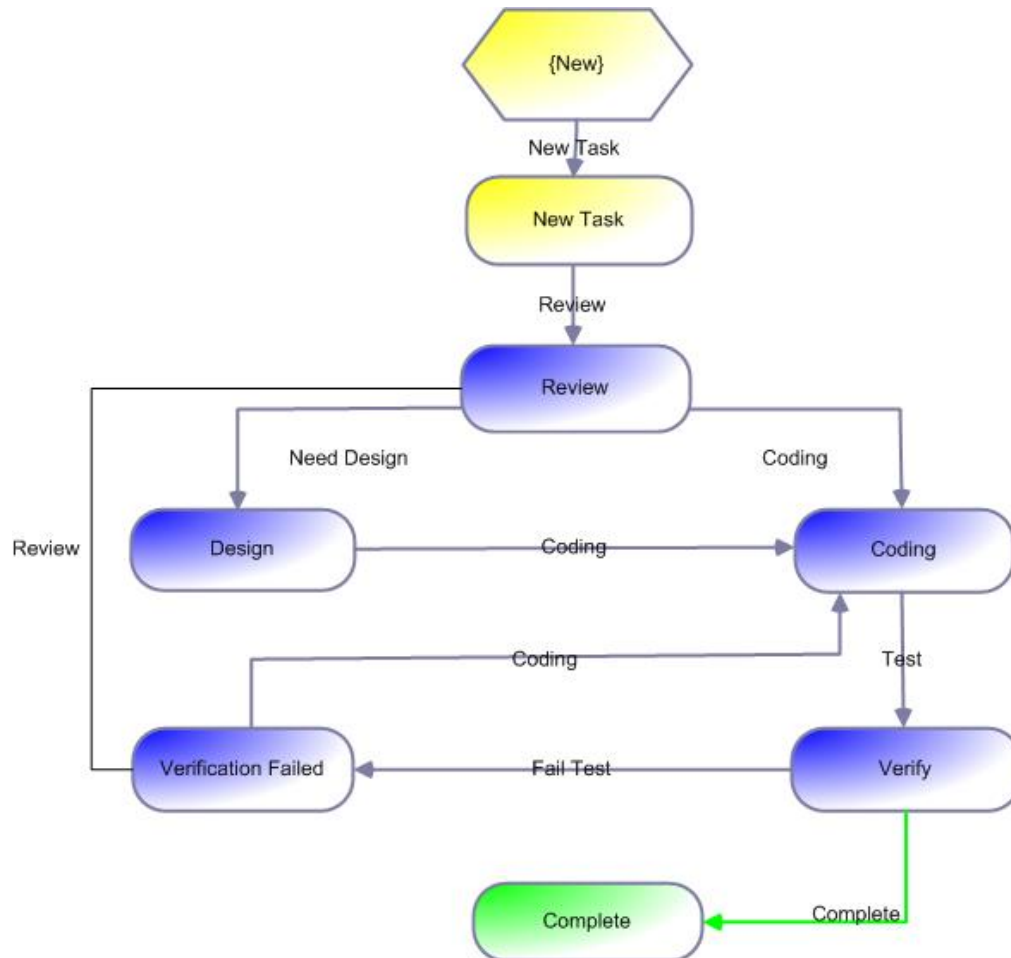 {New}
New Task
New Task
Review
Review
Need Design
Coding
Review
Design
Coding
Coding
Coding
Test
Verification Failed
Fail Test
Verify
Complete
Complete